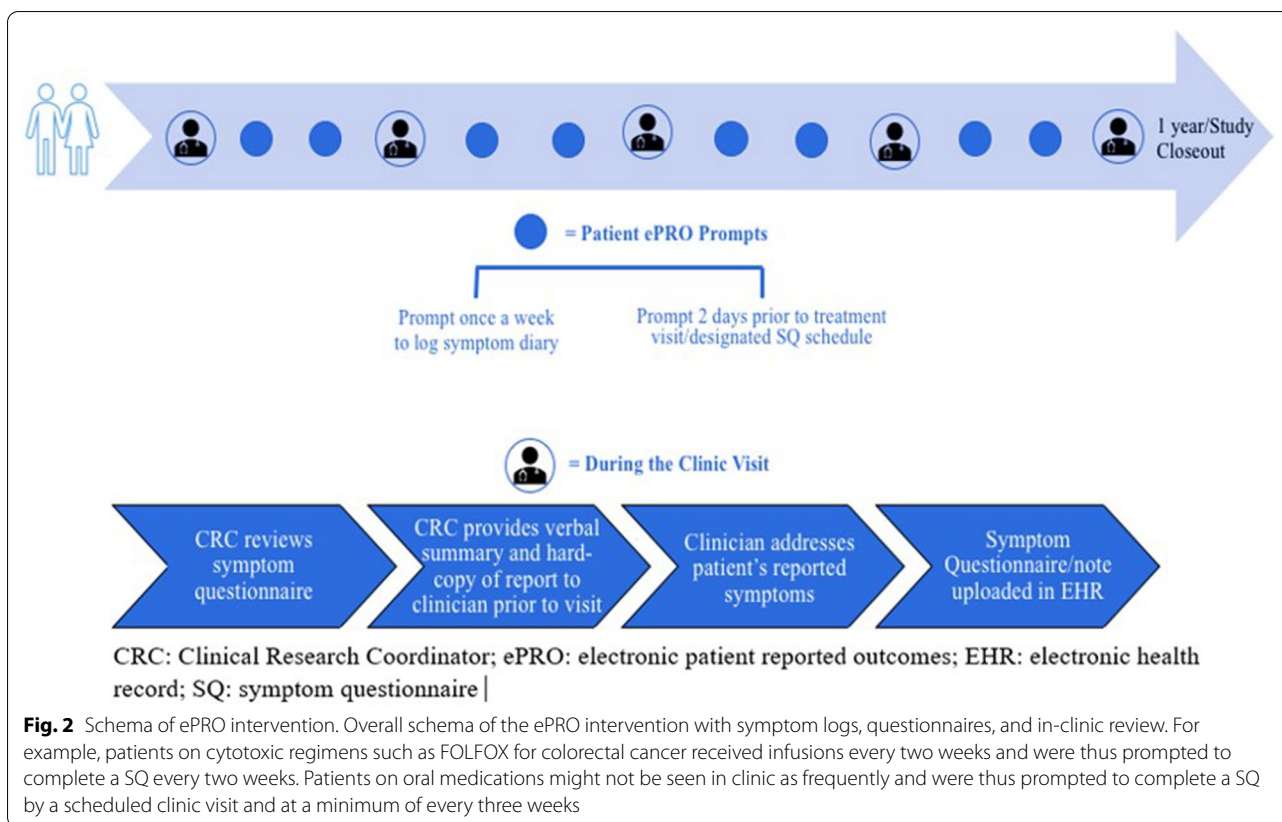 1 year/Study
Closeout
= Patient ePRO Prompts
Prompt once a week
to log symptom diary
Prompt 2 days prior to treatment
visit/designated SQ schedule
= During the Clinic Visit
CRC reviews
symptom
questionnaire
CRC provides verbal
summary and hard-
copy of report to
clinician prior to visit
Clinician addresses
patient's reported
symptoms
Symptom
Questionnaire/note
uploaded in EHR
CRC: Clinical Research Coordinator; ePRO: electronic patient reported outcomes; EHR: electronic health
record; SQ: symptom questionnaire
Fig. 2 Schema of ePRO intervention. Overall schema of the ePRO intervention with symptom logs, questionnaires, and in-clinic review. For
example, patients on cytotoxic regimens such as FOLFOX for colorectal cancer received infusions every two weeks and were thus prompted to
complete a SQ every two weeks. Patients on oral medications might not be seen in clinic as frequently and were thus prompted to complete a SQ
by a scheduled clinic visit and at a minimum of every three weeks